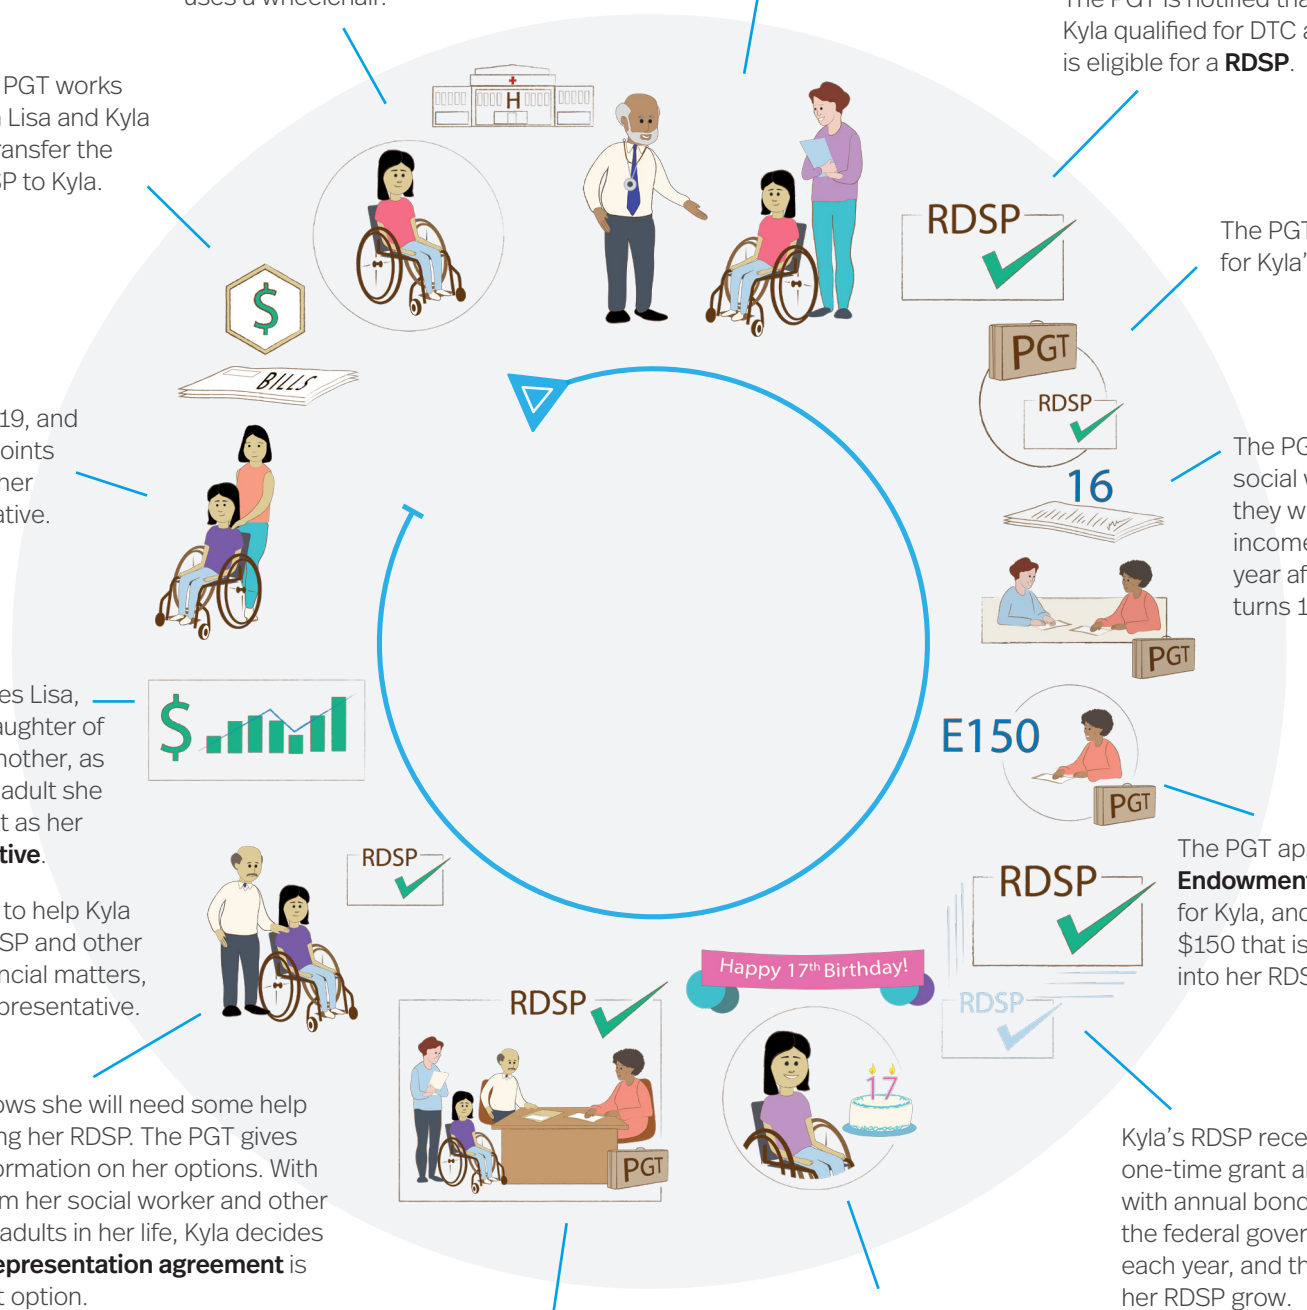 uses a wheelchair.
The PGT is notified tha
Kyla qualified for DTC a
is eligible for a RDSP.
PGT works
Lisa and Kyla
ransfer the
SP to Kyla.
H
RDSP
The PGT
for Kyla's
PGT
RDSP
$
BILLS
19, and
oints
her
ative.
16
The PG
social w
they w
income
year af
turns 1
PGT
es Lisa,
aughter of
nother, as
adult she
t as her
tive.
$
E150
PGT
The PGT ap
Endowment
for Kyla, and
$150 that is
into her RDS
to help Kyla
SP and other
ncial matters,
presentative.
RDSP
RDSP
RDSP
Happy 17th Birthday!
17
RDSP
PGT
ows she will need some help
ng her RDSP. The PGT gives
ormation on her options. With
m her social worker and other
adults in her life, Kyla decides
epresentation agreement is
t option.
Kyla's RDSP rece
one-time grant al
with annual bond
the federal gover
each year, and th
her RDSP grow.